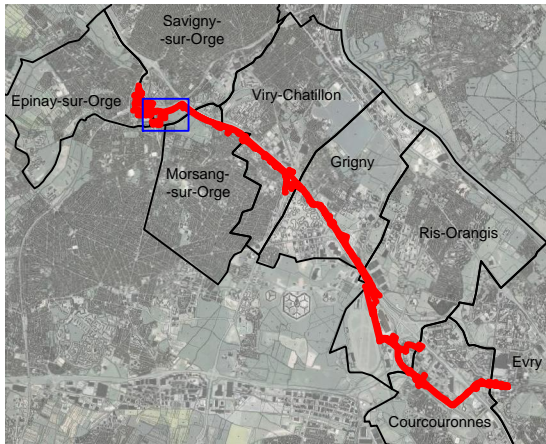 Savigny-
-sur-Orge
Epinay-sur-Orge
Viry-Chatillon
Grigny
Morsang-
-sur-Orge
Ris-Orangis
Evry
Courcouronnes